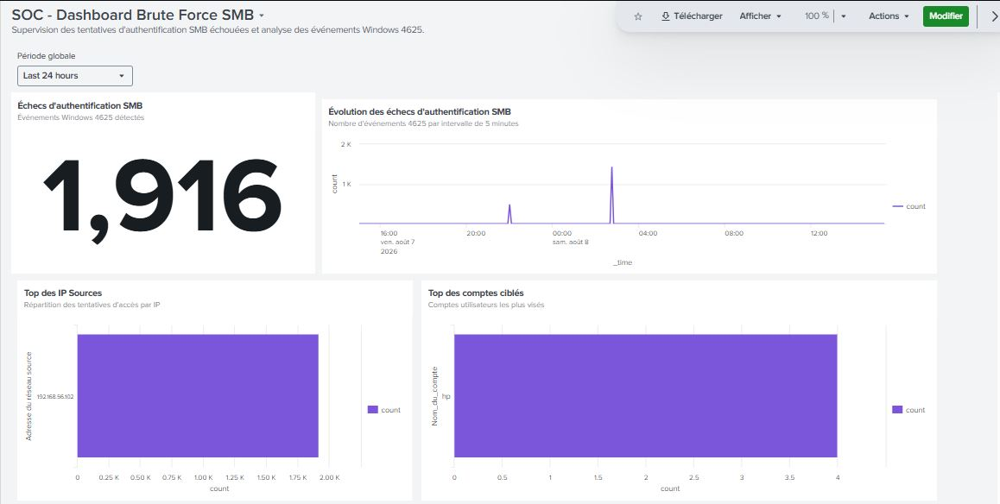 SOC - Dashboard Brute Force SMB
Supervision des tentatives d'authentification SMB échouées et analyse des événements Windows 4625.
Télécharger
Afficher
100 %
Actions
Modifier
Période globale
Last 24 hours
Échecs d'authentification SMB
Événements Windows 4625 détectés
1,916
Évolution des échecs d'authentification SMB
Nombre d'événements 4625 par intervalle de 5 minutes
2 K
1 K
count
16:00
ven. août 7
2026
20:00
00:00
sam. août 8
04:00
08:00
12:00
_time
count
Top des IP Sources
Répartition des tentatives d'accès par IP
Adresse du réseau source
192.168.56.102
0
0.25 K
0.50 K
0.75 K
1.00 K
1.25 K
1.50 K
1.75 K
2.00 K
count
count
Top des comptes ciblés
Comptes utilisateurs les plus visés
Nom_du_compte
hp
0
0.5
1
1.5
2
2.5
3
3.5
4
count
count